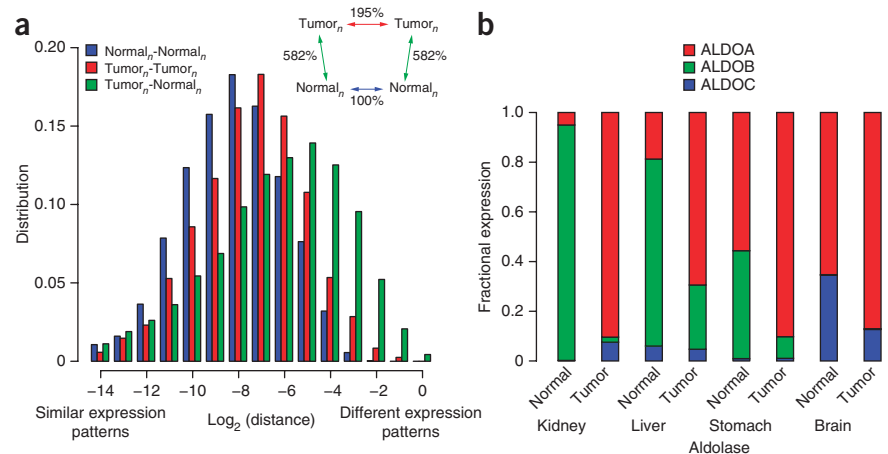 a
Normalₙ-Normalₙ
Tumorₙ-Tumorₙ
Tumorₙ-Normalₙ
195%
Tumorₙ Tumorₙ
582% 582%
Normalₙ Normalₙ
100%
Distribution
0.20
0.15
0.10
0.05
0
−14 −12 −10 −8 −6 −4 −2 0
Similar expression patterns
Log₂ (distance)
Different expression patterns
b
ALDOA
ALDOB
ALDOC
Fractional expression
1.0
0.8
0.6
0.4
0.2
0
Normal Tumor Normal Tumor Normal Tumor Normal Tumor
Kidney Liver Stomach Brain
Aldolase